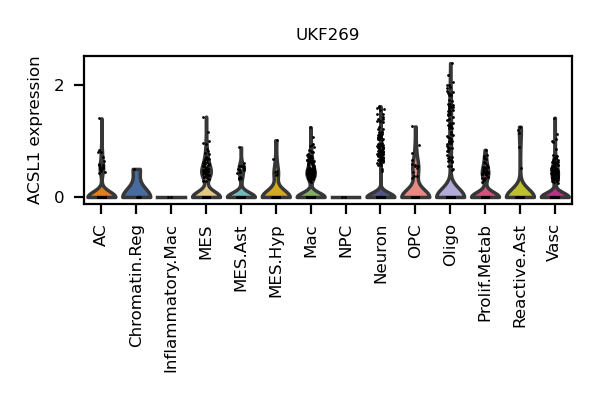 UKF269
ACSL1 expression
2
0
AC
Chromatin.Reg
Inflammatory.Mac
MES
MES.Ast
MES.Hyp
Mac
NPC
Neuron
OPC
Oligo
Prolif.Metab
Reactive.Ast
Vasc